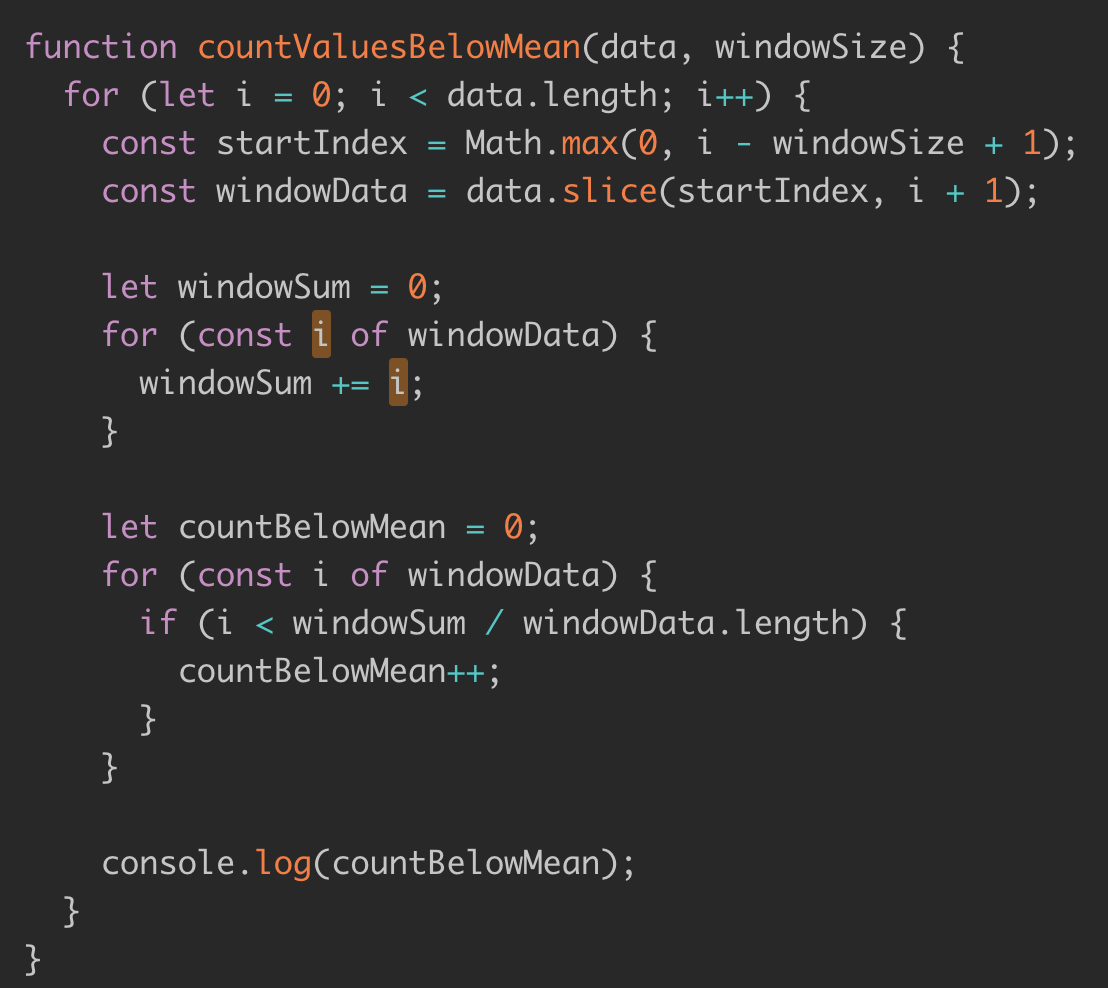 function countValuesBelowMean(data, windowSize) {
  for (let i = 0; i < data.length; i++) {
    const startIndex = Math.max(0, i - windowSize + 1);
    const windowData = data.slice(startIndex, i + 1);

    let windowSum = 0;
    for (const i of windowData) {
      windowSum += i;
    }

    let countBelowMean = 0;
    for (const i of windowData) {
      if (i < windowSum / windowData.length) {
        countBelowMean++;
      }
    }

    console.log(countBelowMean);
  }
}